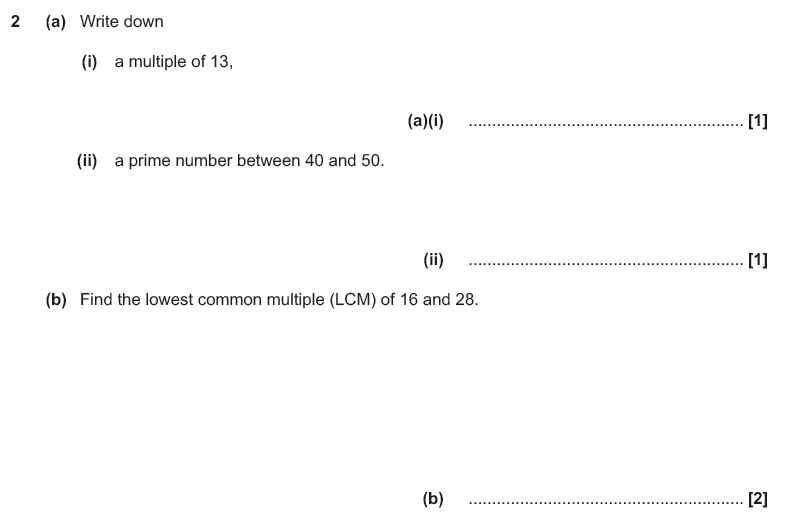 2 (a) Write down
(i) a multiple of 13,
(a)(i) ........................................................... [1]
(ii) a prime number between 40 and 50.
(ii) ........................................................... [1]
(b) Find the lowest common multiple (LCM) of 16 and 28.
(b) ........................................................... [2]